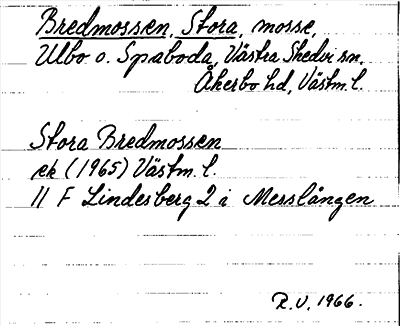 Bredmossen, Stora, mosse,
Ulbo o. Spaboda, Västra Skedvi sn.
Åkerbo hd, Västm. l.
Stora Bredmossen
ek (1965) Västm. l.
11 F Lindesberg 2 i Messlången
R.V. 1966.